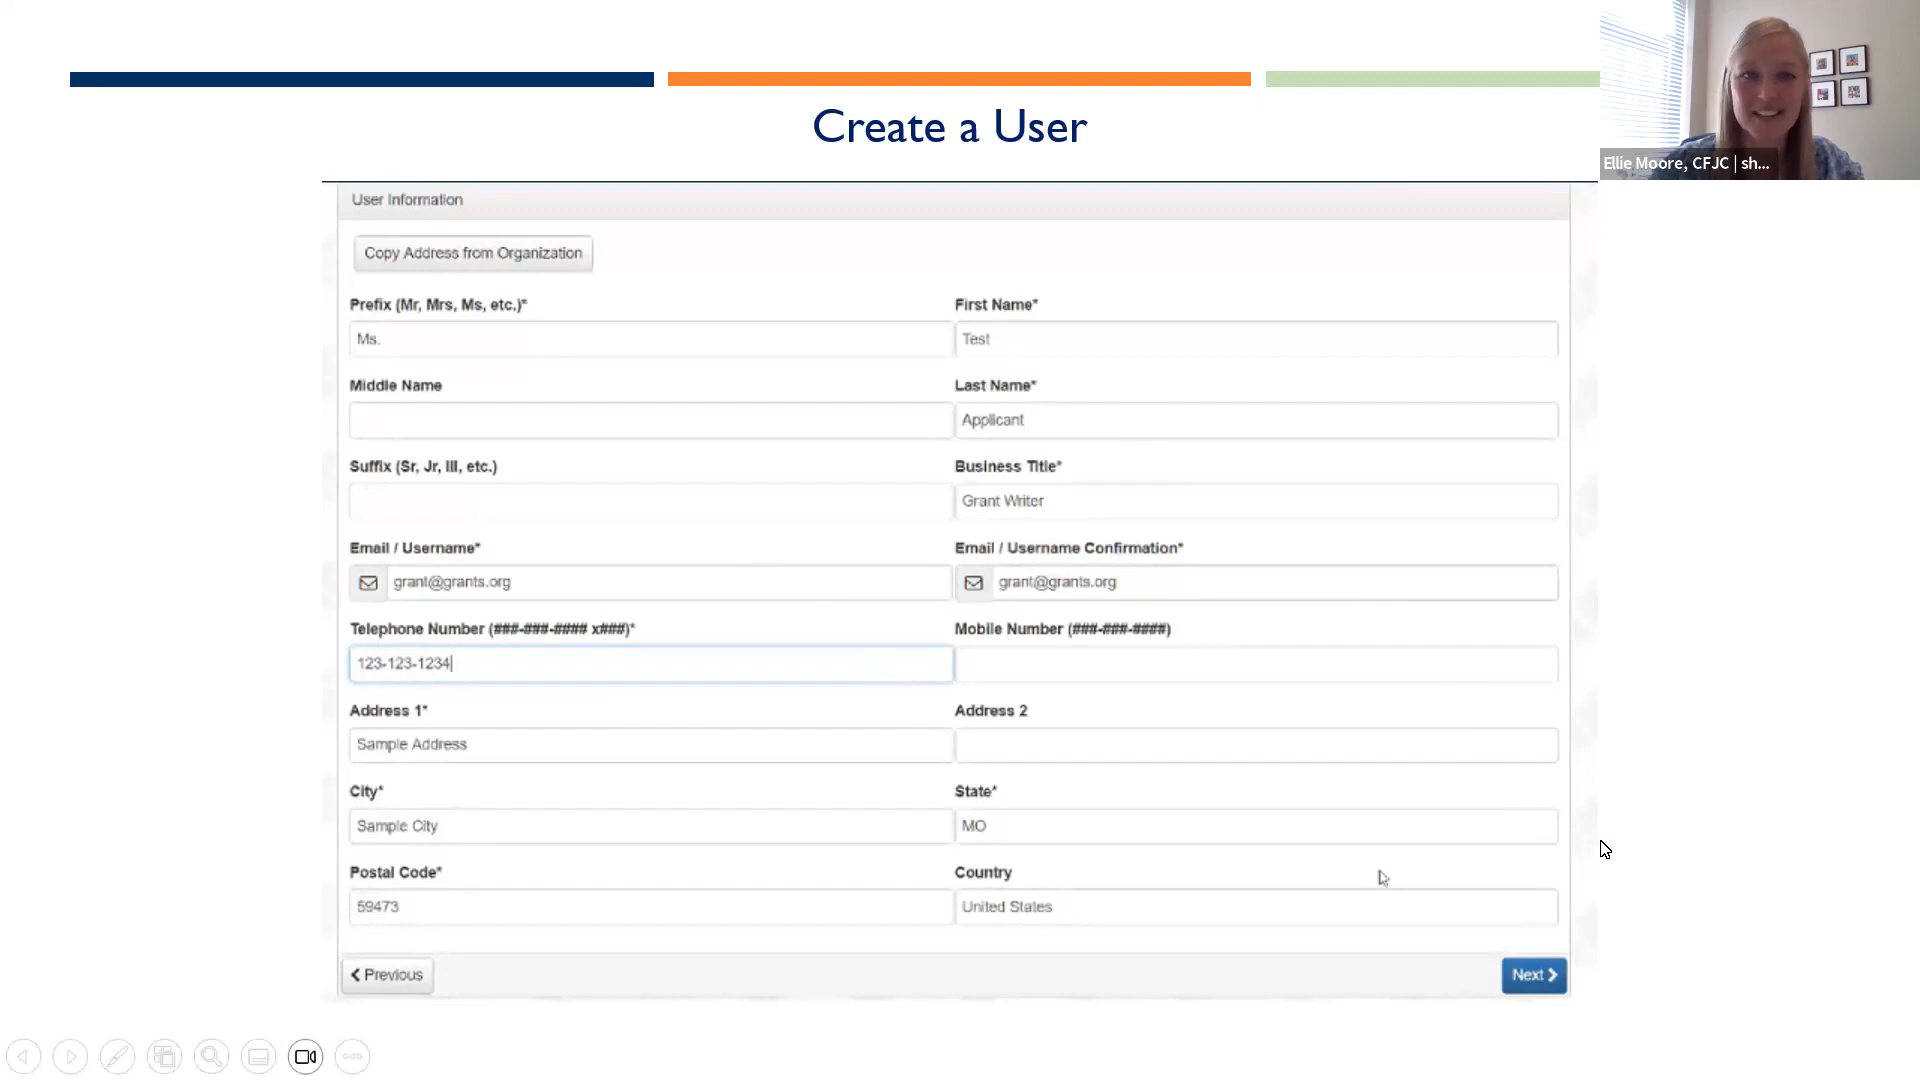 Create a User
Ellie Moore, CFJC | sh...
User Information
Copy Address from Organization
Prefix (Mr, Mrs, Ms, etc.)*
First Name*
Ms.
Test
Middle Name
Last Name*
Applicant
Suffix (Sr, Jr, III, etc.)
Business Title*
Grant Writer
Email / Username*
Email / Username Confirmation*
grant@grants.org
grant@grants.org
Telephone Number (###-###-#### x###)*
Mobile Number (###-###-####)
123-123-1234
Address 1*
Address 2
Sample Address
City*
State*
Sample City
MO
Postal Code*
Country
59473
United States
Previous
Next